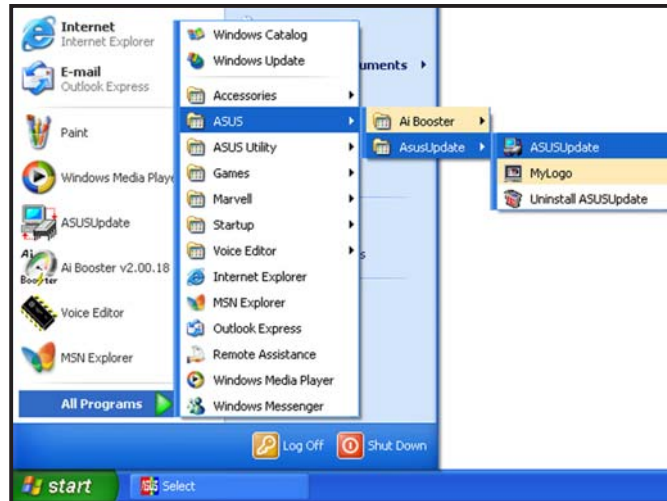 Internet
Internet Explorer
E-mail
Outlook Express
Paint
Windows Media Playe
ASUSUpdate
Ai Booster v2.00.18
Voice Editor
MSN Explorer
All Programs
Windows Catalog
Windows Update
Accessories
ASUS
ASUS Utility
Games
Marvell
Startup
Voice Editor
Internet Explorer
MSN Explorer
Outlook Express
Remote Assistance
Windows Media Player
Windows Messenger
uments
s
Ai Booster
AsusUpdate
ASUSUpdate
MyLogo
Uninstall ASUSUpdate
Log Off
Shut Down
start
Select